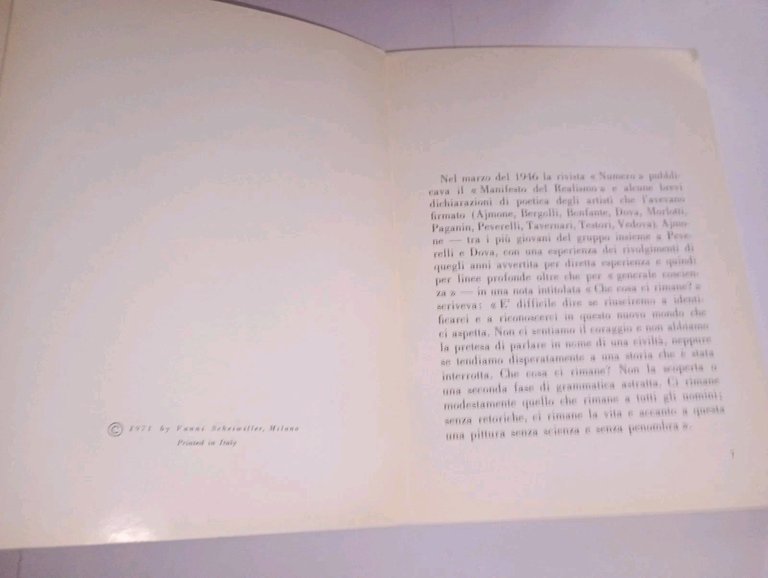 © 1971 by Vanni Scheiwiller, Milano
Printed in Italy
Nel marzo del 1946 la rivista « Numero » pubbli-
cava il « Manifesto del Realismo » e alcune brevi
dichiarazioni di poetica degli artisti che l'avevano
firmato (Ajmone, Bergolli, Bonfante, Dova, Morlotti,
Paganin, Peverelli, Tavernari, Testori, Vedova). Ajmo-
ne — tra i più giovani del gruppo insieme a Peve-
relli e Dova, con una esperienza dei rivolgimenti di
quegli anni avvertita per diretta esperienza e quindi
per linee profonde oltre che per « generale coscien-
za » — in una nota intitolata « Che cosa ci rimane? »
scriveva: « E' difficile dire se riusciremo a identi-
ficarci e a riconoscerci in questo nuovo mondo che
ci aspetta. Non ci sentiamo il coraggio e non abbiamo
la pretesa di parlare in nome di una civiltà, neppure
se tendiamo disperatamente a una storia che è stata
interrotta. Che cosa ci rimane? Non la scoperta o
una seconda fase di grammatica astratta. Ci rimane
modestamente quello che rimane a tutti gli uomini;
senza retoriche, ci rimane la vita e accanto a questa
una pittura senza scienza e senza penombra ».